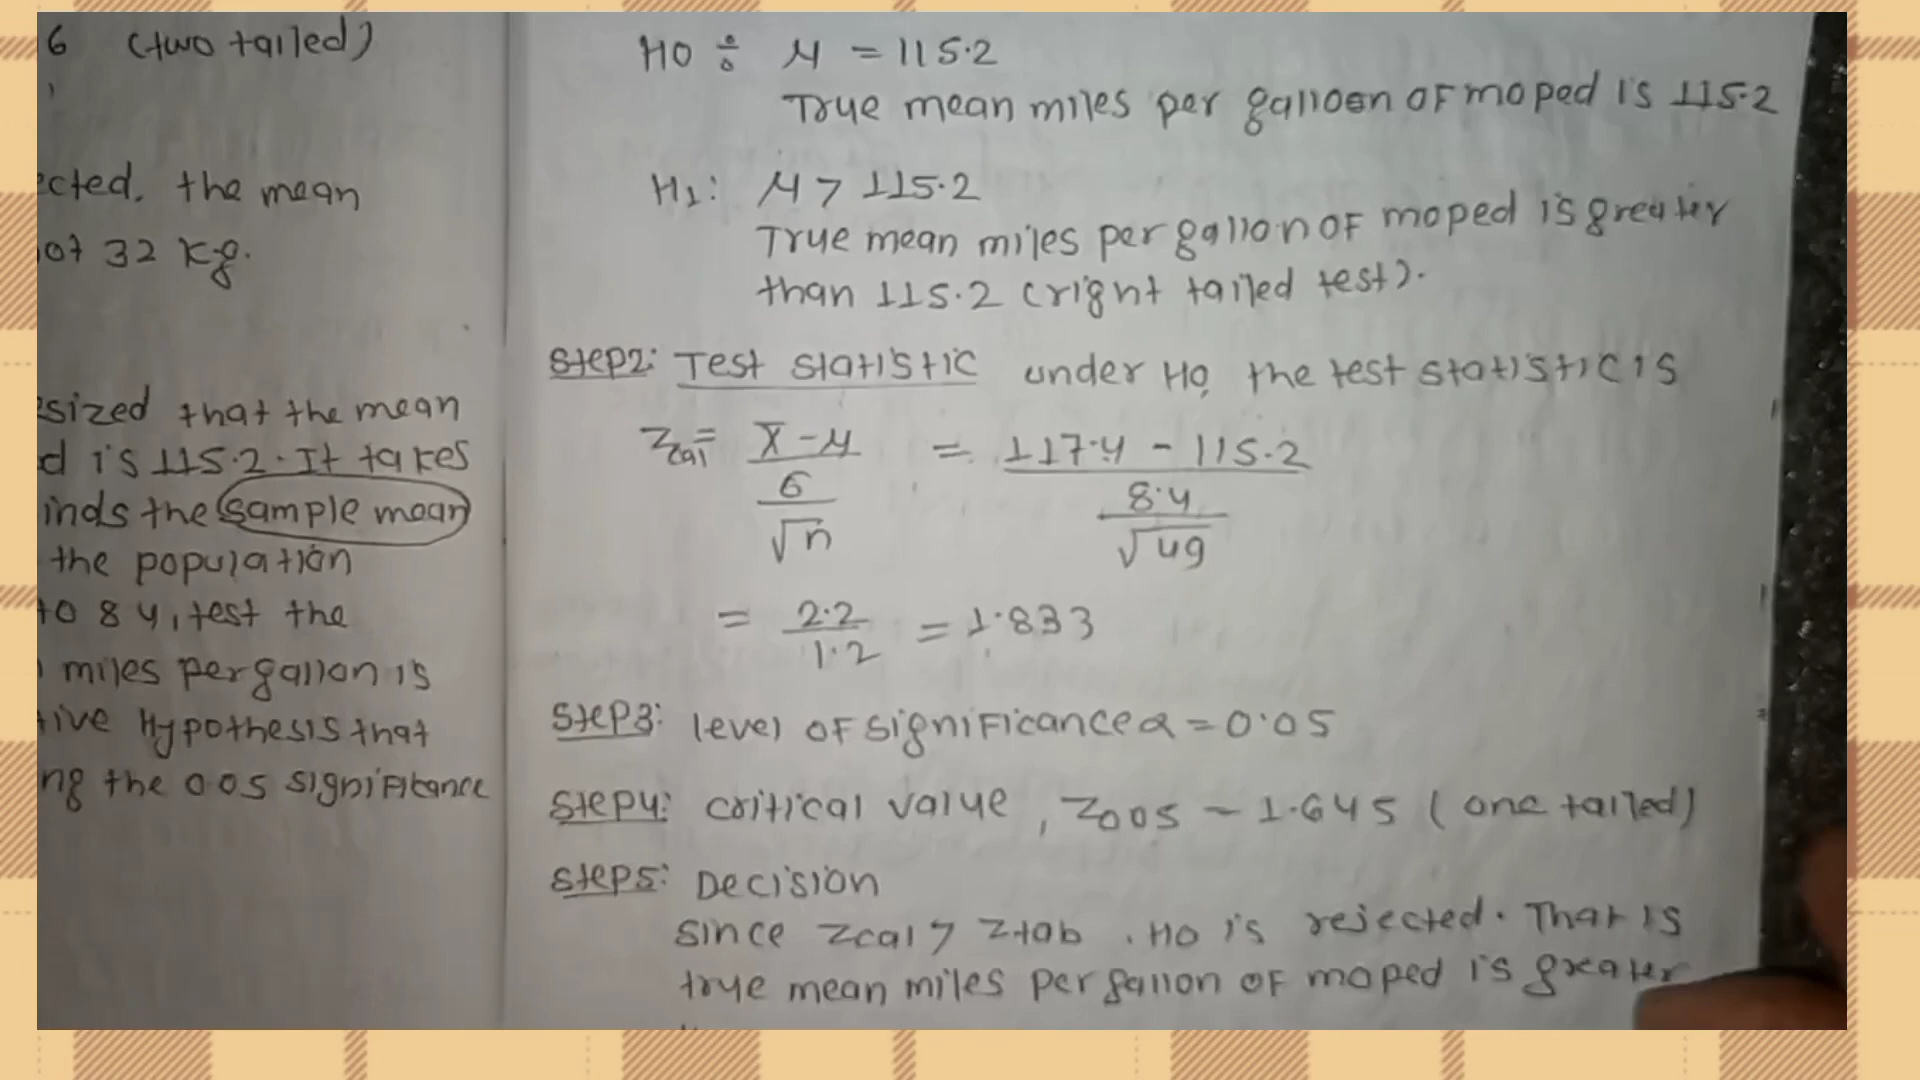 6 (two tailed)
ected. the mean
ot 32 kg.
esized that the mean
d is 115.2. It takes
inds the sample mean
the population
to 8 4, test the
miles per gallon is
tive Hypothesis that
ng the 0.05 significance
H0 : μ = 115.2
True mean miles per galloon of moped is 115.2
H1: μ > 115.2
True mean miles per gallon of moped is greater
than 115.2 (right tailed test).
Step2: Test Statistic under H0, the test statistic is
Zcal = X̄ - μ / σ / √n = 117.4 - 115.2 / 8.4 / √49
= 2.2 / 1.2 = 1.833
Step3: level of significance α = 0.05
Step4: critical value, Z0.05 - 1.645 (one tailed)
Step5: Decision
since Zcal > Ztab . H0 is rejected. That is
true mean miles per gallon of moped is greater